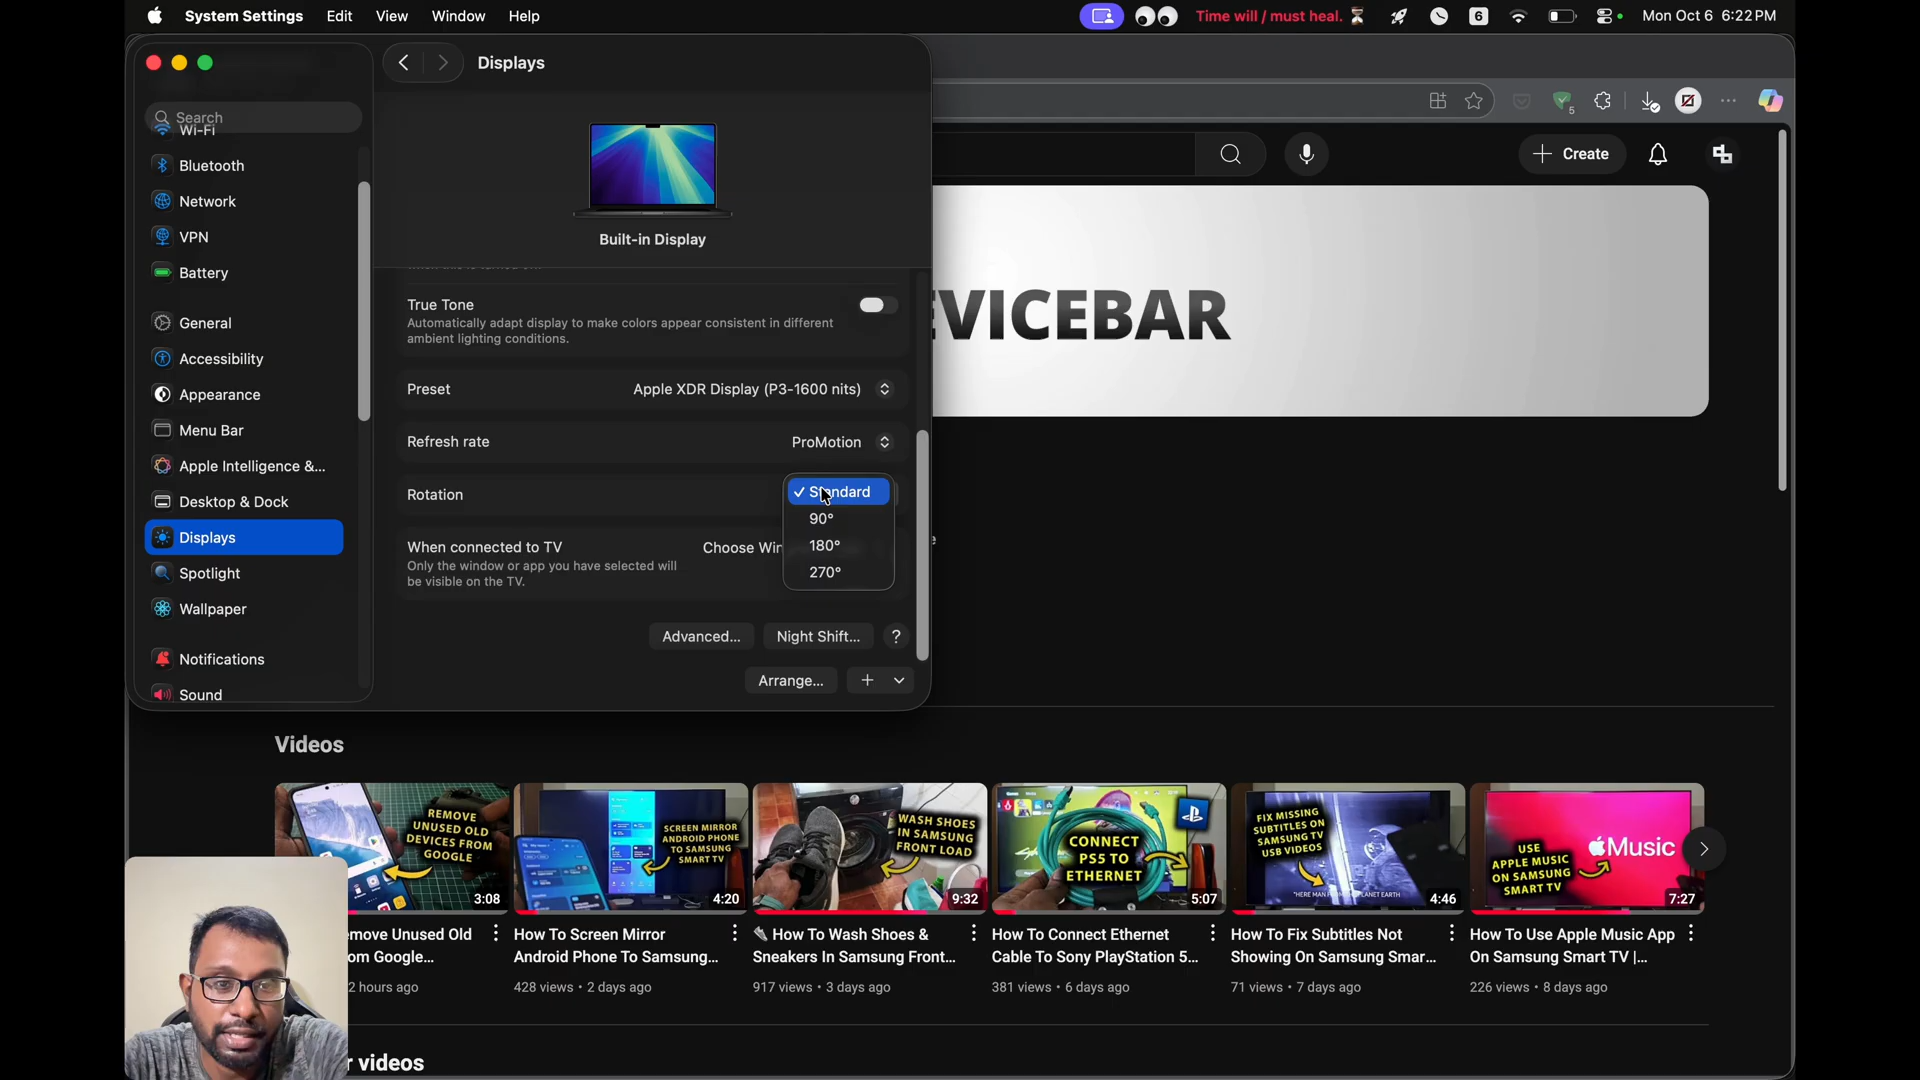 System Settings Edit View Window Help
Time will / must heal. ⏳
6
Mon Oct 6 6:22 PM
Search
Wi-Fi
Bluetooth
Network
VPN
Battery
General
Accessibility
Appearance
Menu Bar
Apple Intelligence &...
Desktop & Dock
Displays
Spotlight
Wallpaper
Notifications
Sound
Displays
Built-in Display
True Tone
Automatically adapt display to make colors appear consistent in different
ambient lighting conditions.
Preset Apple XDR Display (P3-1600 nits)
Refresh rate ProMotion
Rotation
✓ Standard
90°
180°
270°
When connected to TV Choose Win
Only the window or app you have selected will
be visible on the TV.
Advanced... Night Shift... ?
Arrange... +
5
+ Create
EVICEBAR
e
Videos
REMOVE
UNUSED OLD
DEVICES FROM
GOOGLE
3:08
SCREEN MIRROR
ANDROID PHONE
TO SAMSUNG
SMART TV
4:20
WASH SHOES
IN SAMSUNG
FRONT LOAD
9:32
CONNECT
PS5 TO
ETHERNET
5:07
FIX MISSING
SUBTITLES ON
SAMSUNG TV
USB VIDEOS
4:46
USE
APPLE MUSIC
ON SAMSUNG
SMART TV
Music
7:27
emove Unused Old
om Google...
2 hours ago
How To Screen Mirror
Android Phone To Samsung...
428 views • 2 days ago
👟 How To Wash Shoes &
Sneakers In Samsung Front...
917 views • 3 days ago
How To Connect Ethernet
Cable To Sony PlayStation 5...
381 views • 6 days ago
How To Fix Subtitles Not
Showing On Samsung Smar...
71 views • 7 days ago
How To Use Apple Music App
On Samsung Smart TV |...
226 views • 8 days ago
r videos